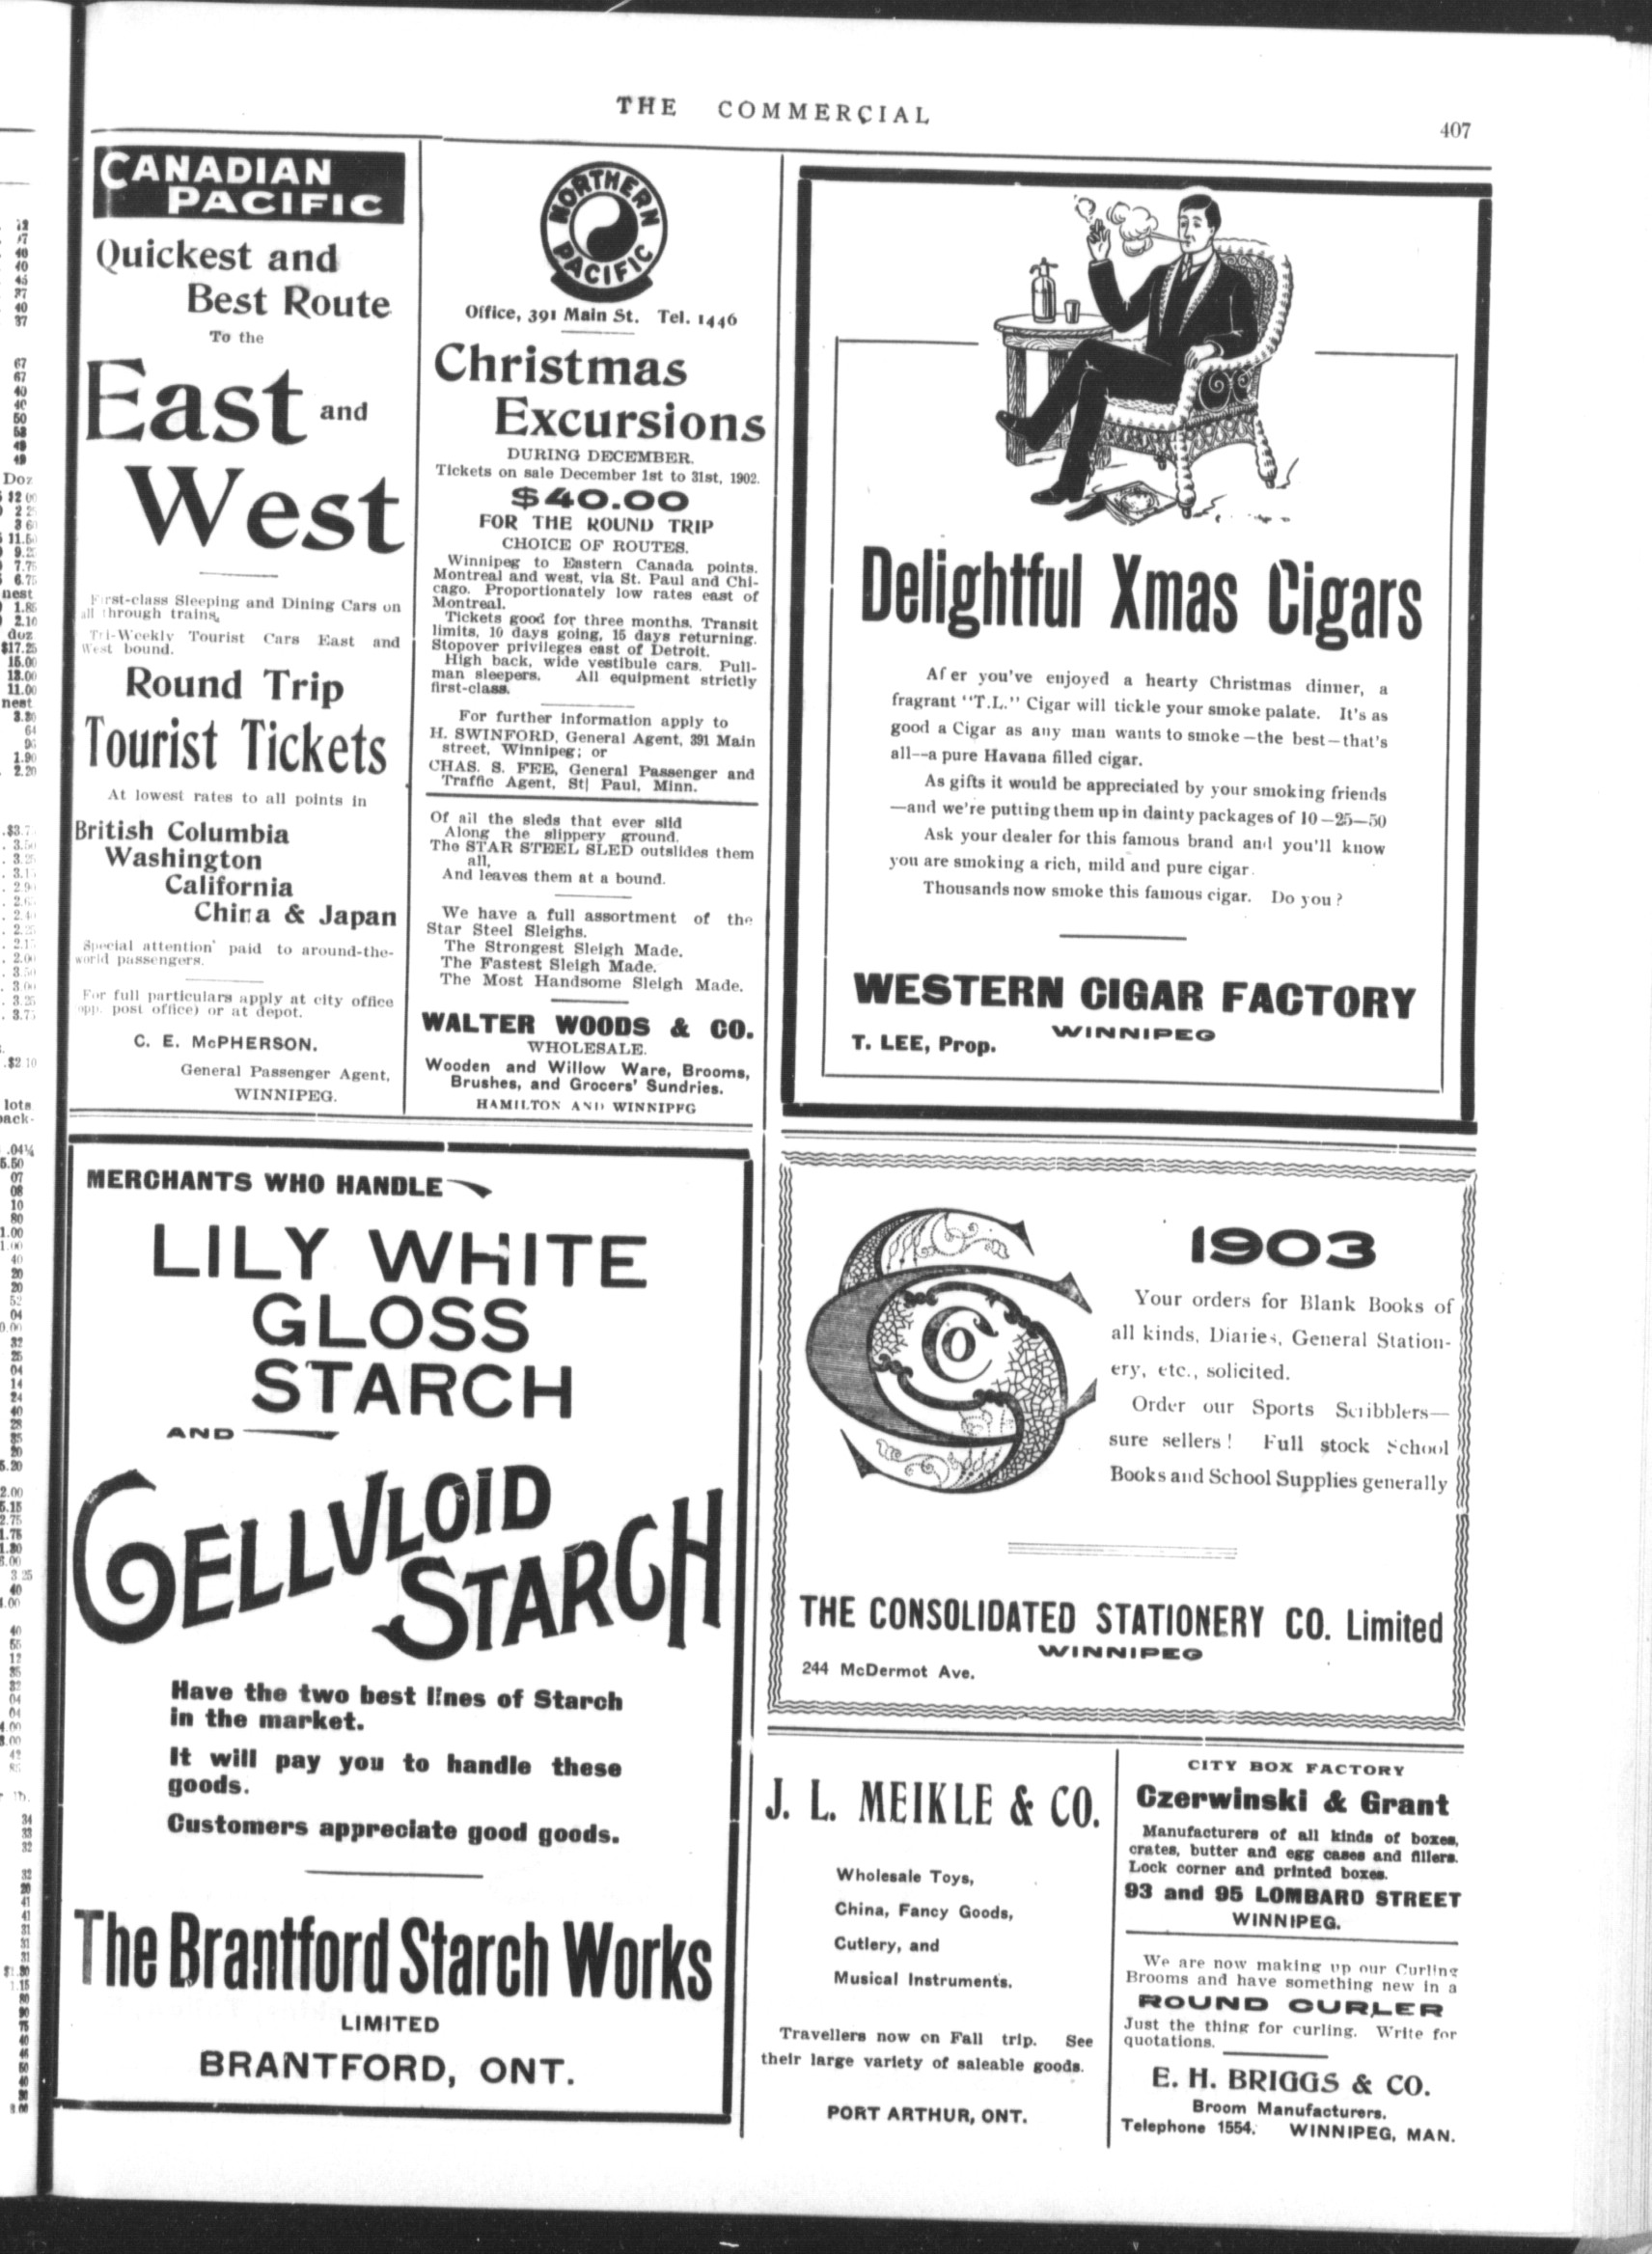 THE COMMERCIAL
407
CANADIAN
PACIFIC
Quickest and
Best Route
To the
East and
West
First-class Sleeping and Dining Cars on
all through trains.
Tri-Weekly Tourist Cars East and
West bound.
Round Trip
Tourist Tickets
At lowest rates to all points in
British Columbia
Washington
California
China & Japan
Special attention paid to around-the-
world passengers.
For full particulars apply at city office
opp. post office) or at depot.
C. E. McPHERSON.
General Passenger Agent,
WINNIPEG.
NORTHERN
PACIFIC
Office, 391 Main St. Tel. 1446
Christmas
Excursions
DURING DECEMBER.
Tickets on sale December 1st to 31st, 1902.
$40.00
FOR THE ROUND TRIP
CHOICE OF ROUTES.
Winnipeg to Eastern Canada points.
Montreal and west, via St. Paul and Chi-
cago. Proportionately low rates east of
Montreal.
Tickets good for three months. Transit
limits, 10 days going, 15 days returning.
Stopover privileges east of Detroit.
High back, wide vestibule cars. Pull-
man sleepers. All equipment strictly
first-class.
For further information apply to
H. SWINFORD, General Agent, 391 Main
street, Winnipeg; or
CHAS. S. FEE, General Passenger and
Traffic Agent, St| Paul, Minn.
Of all the sleds that ever slid
Along the slippery ground.
The STAR STEEL SLED outslides them
all,
And leaves them at a bound.
We have a full assortment of the
Star Steel Sleighs.
The Strongest Sleigh Made.
The Fastest Sleigh Made.
The Most Handsome Sleigh Made.
WALTER WOODS & CO.
WHOLESALE.
Wooden and Willow Ware, Brooms,
Brushes, and Grocers' Sundries.
HAMILTON AND WINNIPEG
Delightful Xmas Cigars
Af er you've enjoyed a hearty Christmas dinner, a
fragrant "T.L." Cigar will tickle your smoke palate. It's as
good a Cigar as any man wants to smoke—the best—that's
all--a pure Havana filled cigar.
As gifts it would be appreciated by your smoking friends
—and we're putting them up in dainty packages of 10—25—50
Ask your dealer for this famous brand and you'll know
you are smoking a rich, mild and pure cigar.
Thousands now smoke this famous cigar. Do you?
WESTERN CIGAR FACTORY
WINNIPEG
T. LEE, Prop.
MERCHANTS WHO HANDLE
LILY WHITE
GLOSS
STARCH
AND
CELLULOID
STARCH
Have the two best lines of Starch
in the market.
It will pay you to handle these
goods.
Customers appreciate good goods.
The Brantford Starch Works
LIMITED
BRANTFORD, ONT.
CS Co
1903
Your orders for Blank Books of
all kinds, Diaries, General Station-
ery, etc., solicited.
Order our Sports Scribblers—
sure sellers! Full stock School
Books and School Supplies generally
THE CONSOLIDATED STATIONERY CO. Limited
WINNIPEG
244 McDermot Ave.
J. L. MEIKLE & CO.
Wholesale Toys,
China, Fancy Goods,
Cutlery, and
Musical Instruments.
Travellers now on Fall trip. See
their large variety of saleable goods.
PORT ARTHUR, ONT.
CITY BOX FACTORY
Czerwinski & Grant
Manufacturers of all kinds of boxes,
crates, butter and egg cases and fillers.
Lock corner and printed boxes.
93 and 95 LOMBARD STREET
WINNIPEG.
We are now making up our Curling
Brooms and have something new in a
ROUND CURLER
Just the thing for curling. Write for
quotations.
E. H. BRIGGS & CO.
Broom Manufacturers.
Telephone 1554. WINNIPEG, MAN.